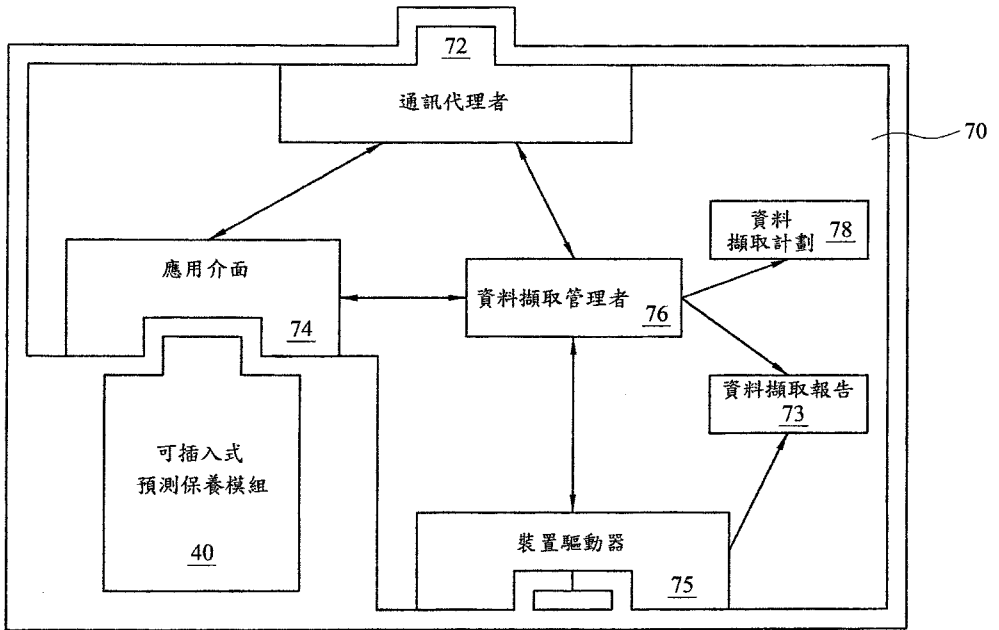 72
通訊代理者
70
資料
擷取計劃
78
應用介面
74
資料擷取管理者
76
資料擷取報告
73
可插入式
預測保養模組
40
裝置驅動器
75